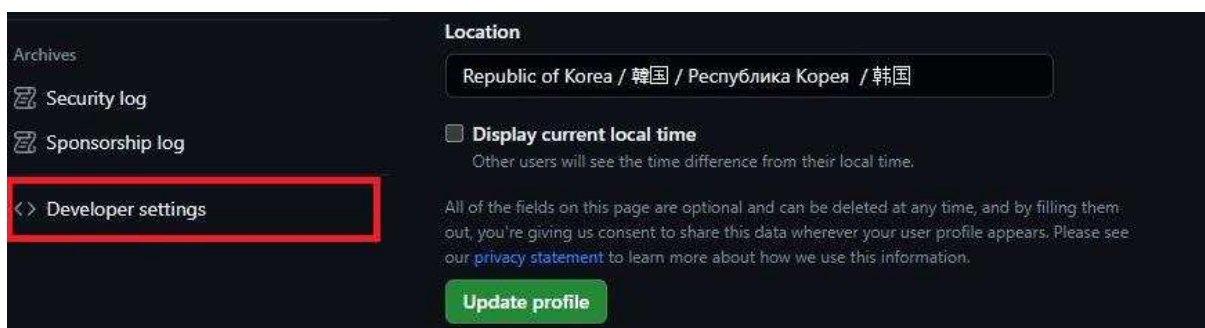 Archives
Security log
Sponsorship log
Developer settings
Location
Republic of Korea / 韓国 / Республика Корея / 韩国
Display current local time
Other users will see the time difference from their local time.
All of the fields on this page are optional and can be deleted at any time, and by filling them
out, you're giving us consent to share this data wherever your user profile appears. Please see
our privacy statement to learn more about how we use this information.
Update profile